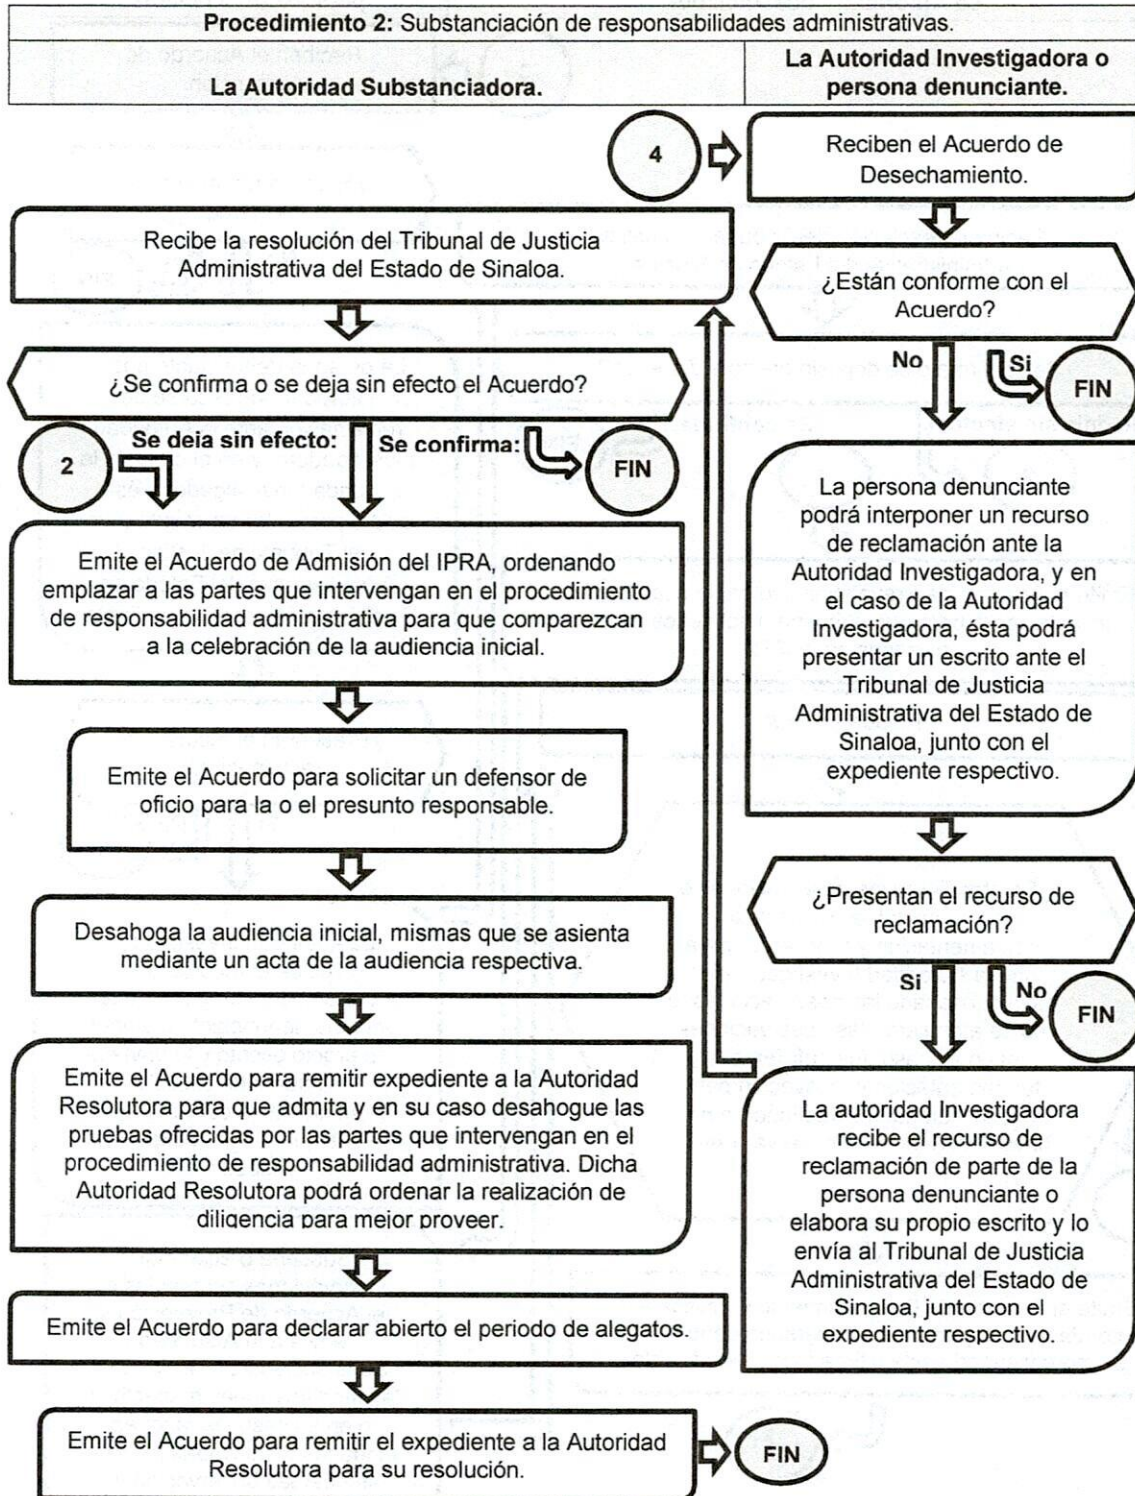 Procedimiento 2: Substanciación de responsabilidades administrativas.
La Autoridad Substanciadora.
La Autoridad Investigadora o
persona denunciante.
4
Reciben el Acuerdo de
Desechamiento.
Recibe la resolución del Tribunal de Justicia
Administrativa del Estado de Sinaloa.
¿Están conforme con el
Acuerdo?
No
Si
FIN
¿Se confirma o se deja sin efecto el Acuerdo?
2
Se deja sin efecto:
Se confirma:
FIN
La persona denunciante
podrá interponer un recurso
de reclamación ante la
Autoridad Investigadora, y en
el caso de la Autoridad
Investigadora, ésta podrá
presentar un escrito ante el
Tribunal de Justicia
Administrativa del Estado de
Sinaloa, junto con el
expediente respectivo.
Emite el Acuerdo de Admisión del IPRA, ordenando
emplazar a las partes que intervengan en el procedimiento
de responsabilidad administrativa para que comparezcan
a la celebración de la audiencia inicial.
Emite el Acuerdo para solicitar un defensor de
oficio para la o el presunto responsable.
¿Presentan el recurso de
reclamación?
Si
No
FIN
Desahoga la audiencia inicial, mismas que se asienta
mediante un acta de la audiencia respectiva.
Emite el Acuerdo para remitir expediente a la Autoridad
Resolutora para que admita y en su caso desahogue las
pruebas ofrecidas por las partes que intervengan en el
procedimiento de responsabilidad administrativa. Dicha
Autoridad Resolutora podrá ordenar la realización de
diligencia para mejor proveer.
La autoridad Investigadora
recibe el recurso de
reclamación de parte de la
persona denunciante o
elabora su propio escrito y lo
envía al Tribunal de Justicia
Administrativa del Estado de
Sinaloa, junto con el
expediente respectivo.
Emite el Acuerdo para declarar abierto el periodo de alegatos.
Emite el Acuerdo para remitir el expediente a la Autoridad
Resolutora para su resolución.
FIN